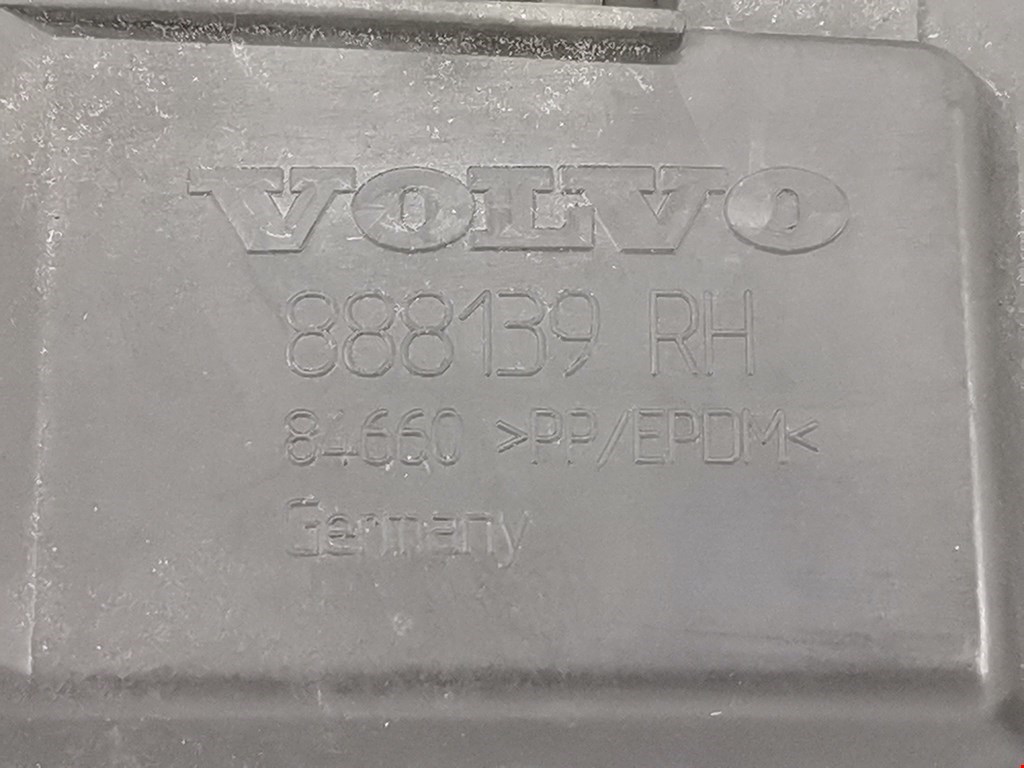 VOLVO
888139 RH
84660 >PP/EPDM<
Germany